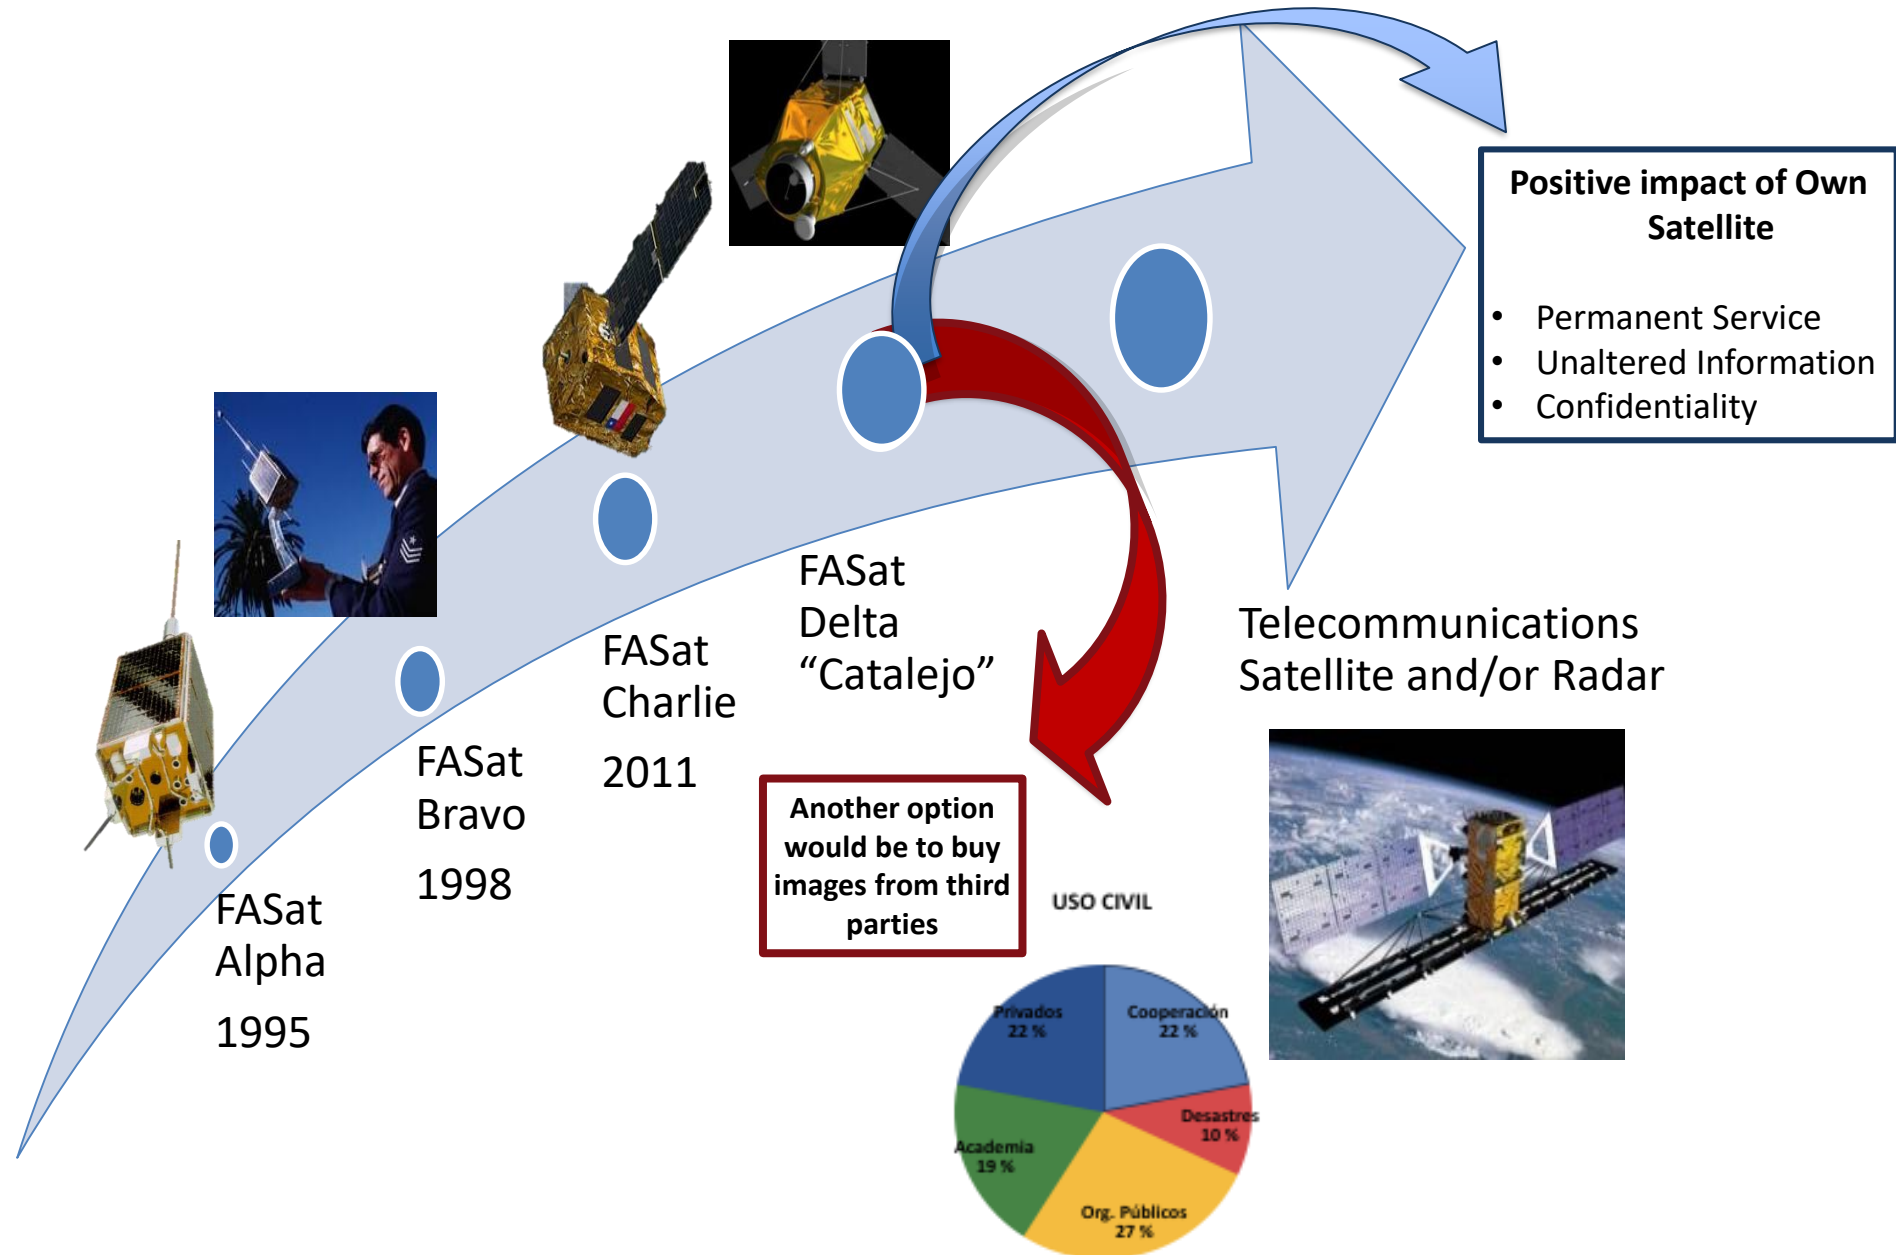 Positive impact of Own
Satellite
• Permanent Service
• Unaltered Information
• Confidentiality
FASat
Alpha
1995
FASat
Bravo
1998
FASat
Charlie
2011
FASat
Delta
“Catalejo”
Telecommunications
Satellite and/or Radar
Another option
would be to buy
images from third
parties
USO CIVIL
Privados
22 %
Cooperación
22 %
Desastres
10 %
Academia
19 %
Org. Públicos
27 %